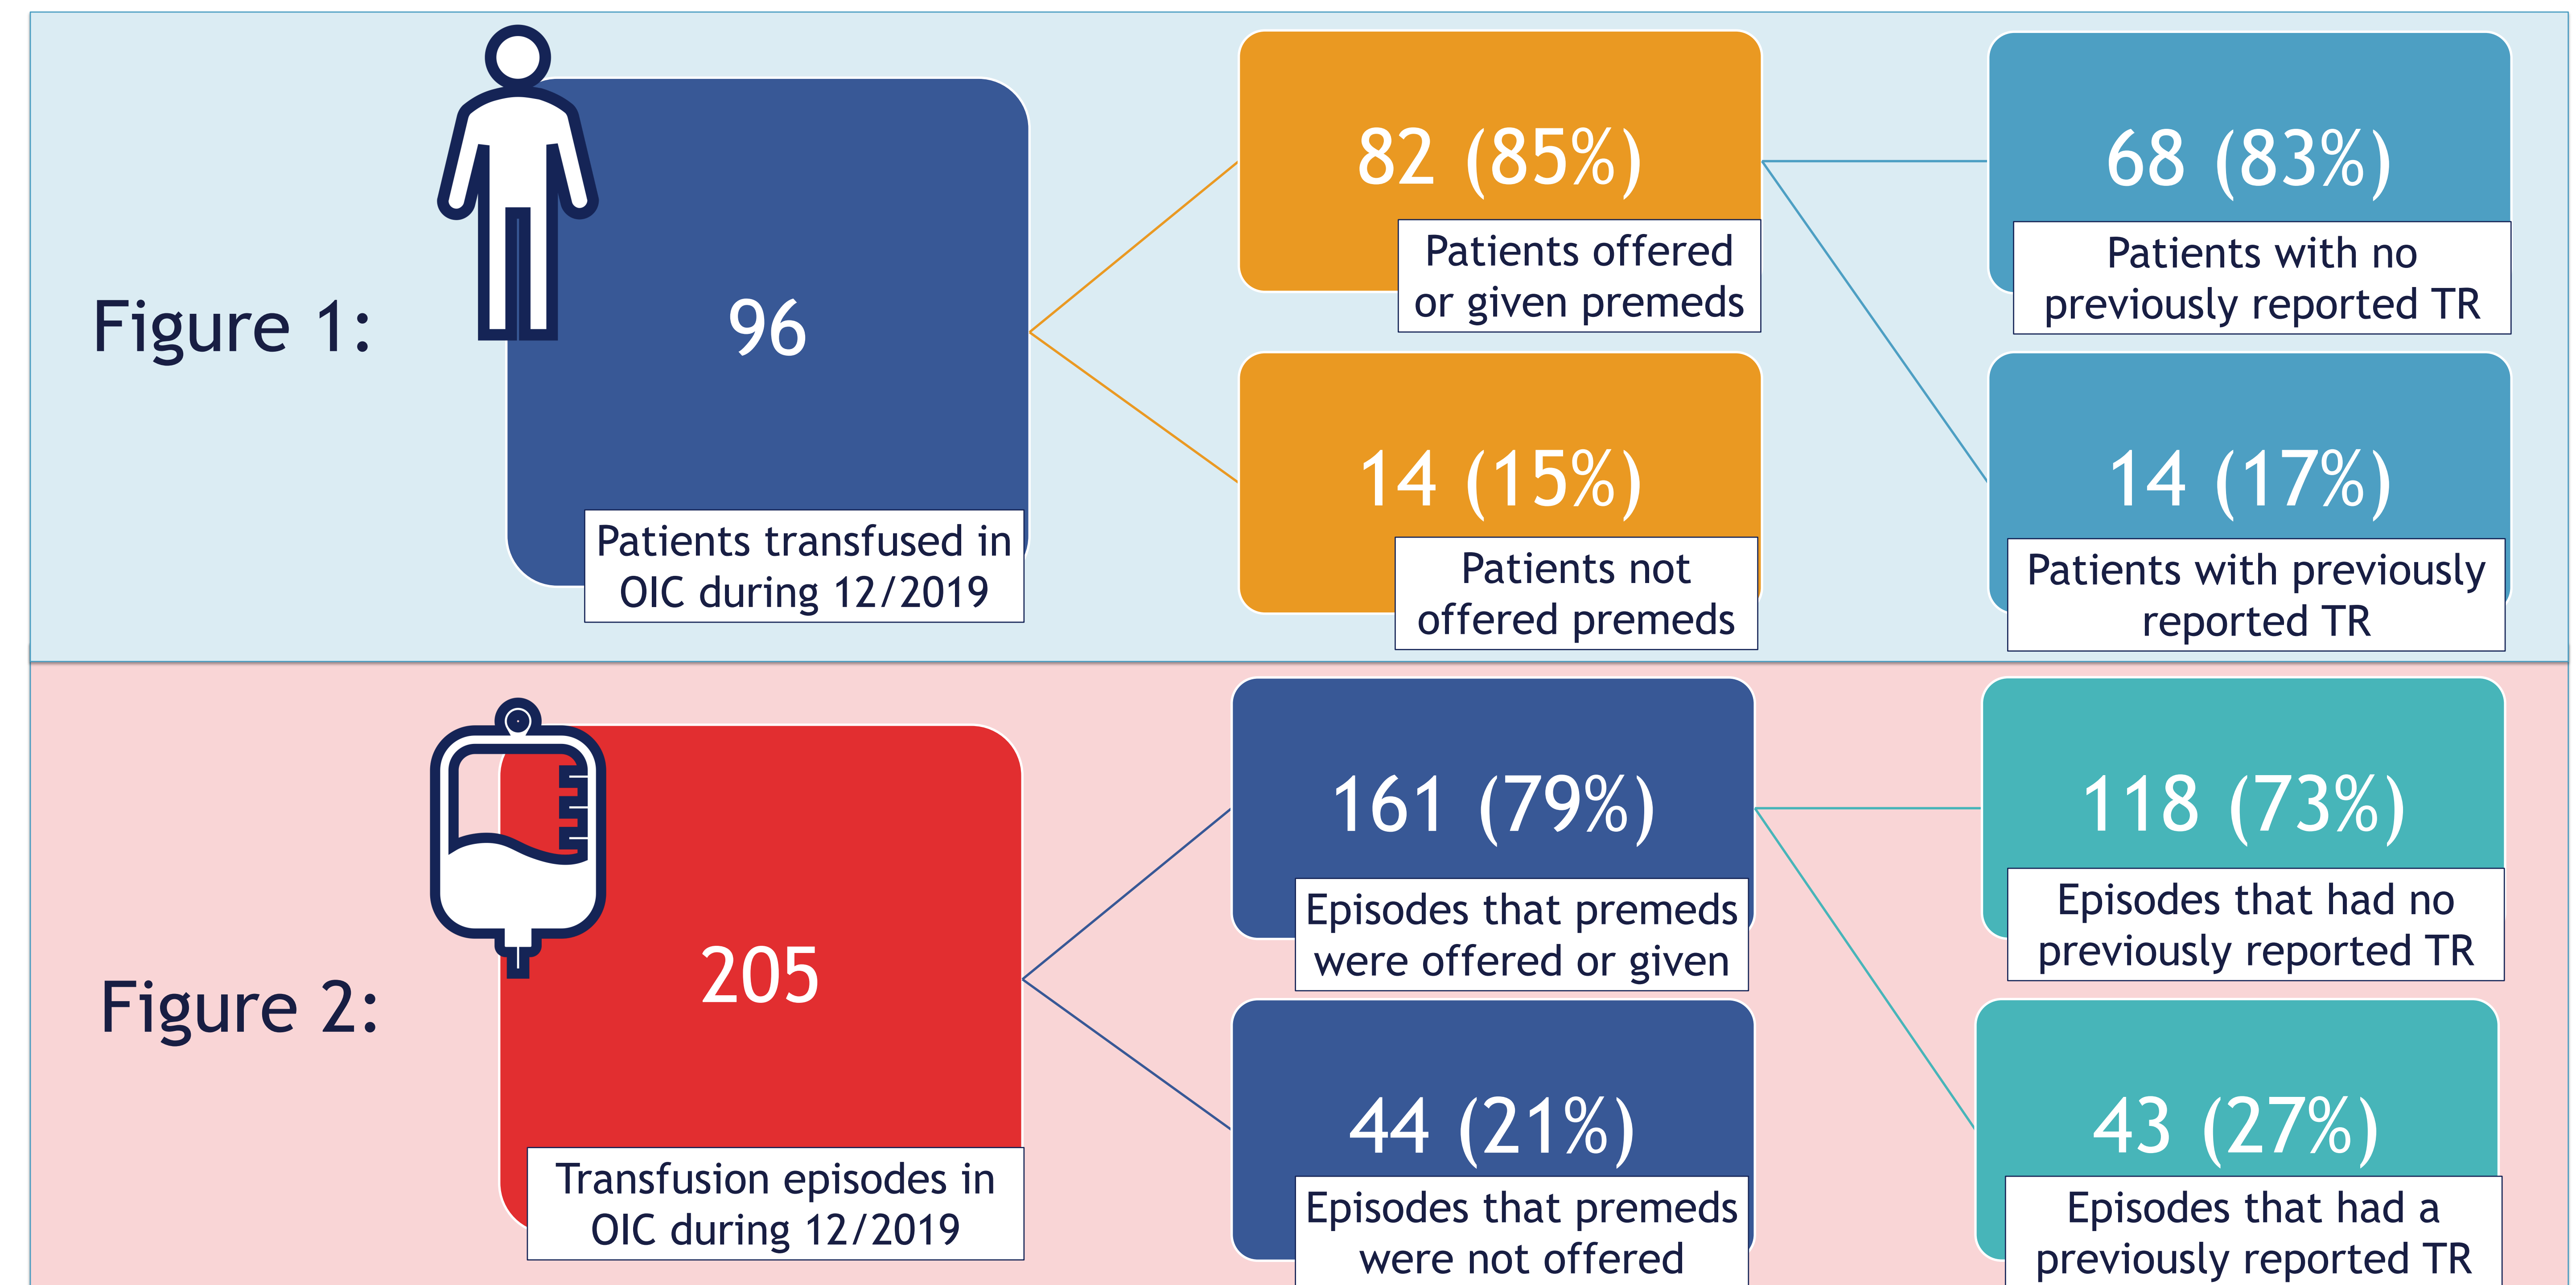 Figure 1:
96
Patients transfused in
OIC during 12/2019
82 (85%)
Patients offered
or given premeds
14 (15%)
Patients not
offered premeds
68 (83%)
Patients with no
previously reported TR
14 (17%)
Patients with previously
reported TR
Figure 2:
205
Transfusion episodes in
OIC during 12/2019
161 (79%)
Episodes that premeds
were offered or given
44 (21%)
Episodes that premeds
were not offered
118 (73%)
Episodes that had no
previously reported TR
43 (27%)
Episodes that had a
previously reported TR